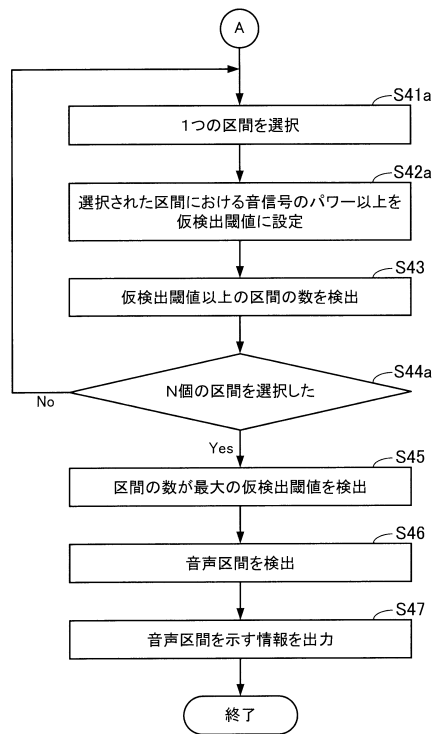 A
S41a
1つの区間を選択
S42a
選択された区間における音信号のパワー以上を
仮検出閾値に設定
S43
仮検出閾値以上の区間の数を検出
S44a
N個の区間を選択した
No
Yes
S45
区間の数が最大の仮検出閾値を検出
S46
音声区間を検出
S47
音声区間を示す情報を出力
終了